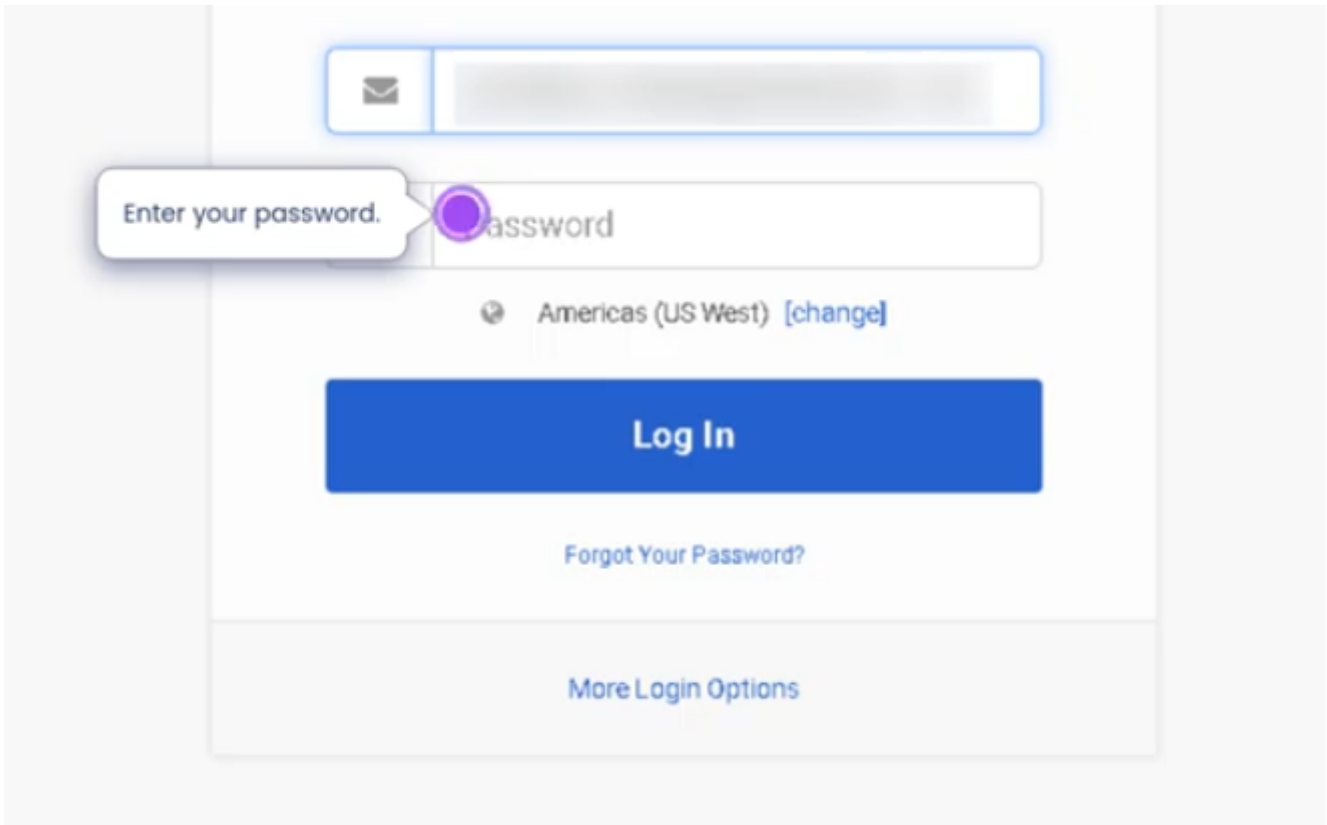 Enter your password.
assword
Americas (US West) [change]
Log In
Forgot Your Password?
More Login Options